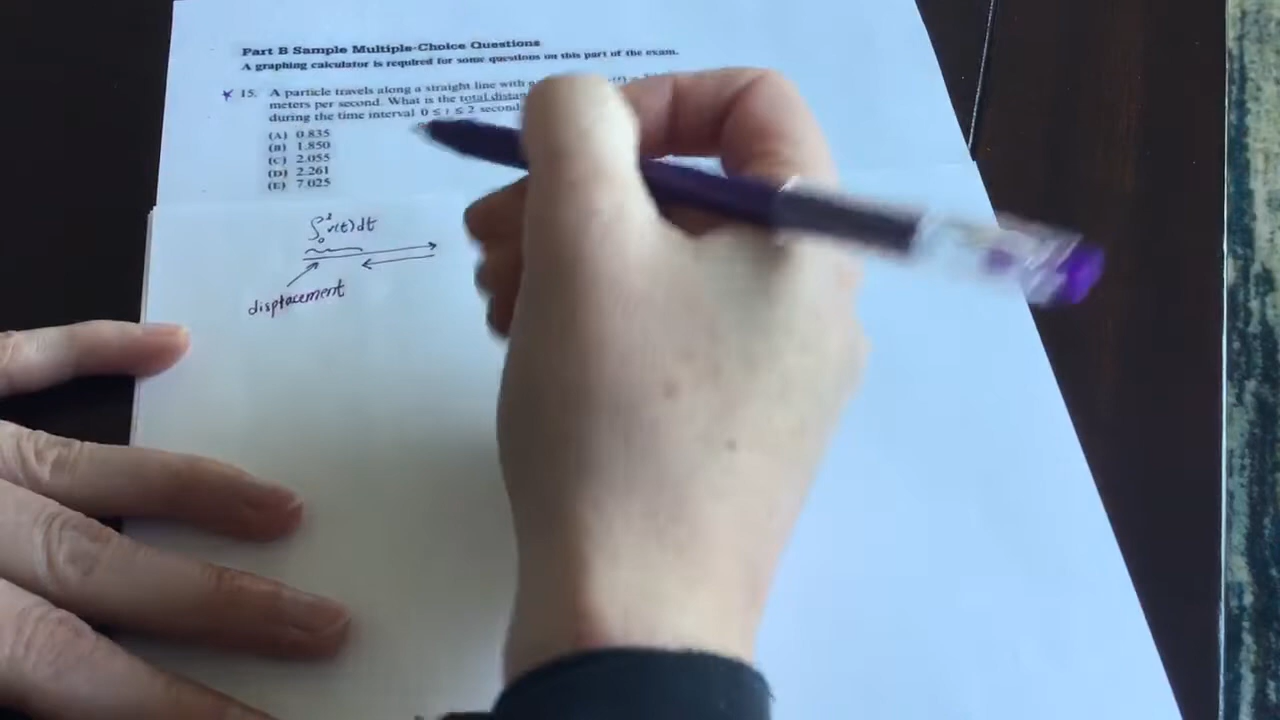 Part B Sample Multiple-Choice Questions
A graphing calculator is required for some questions on this part of the exam.
15. A particle travels along a straight line with
meters per second. What is the total
during the time interval 0 ≤ t ≤ 2
(A) 0.835
(B) 1.850
(C) 2.055
(D) 2.261
(E) 7.025
∫₀² v(t)dt
displacement